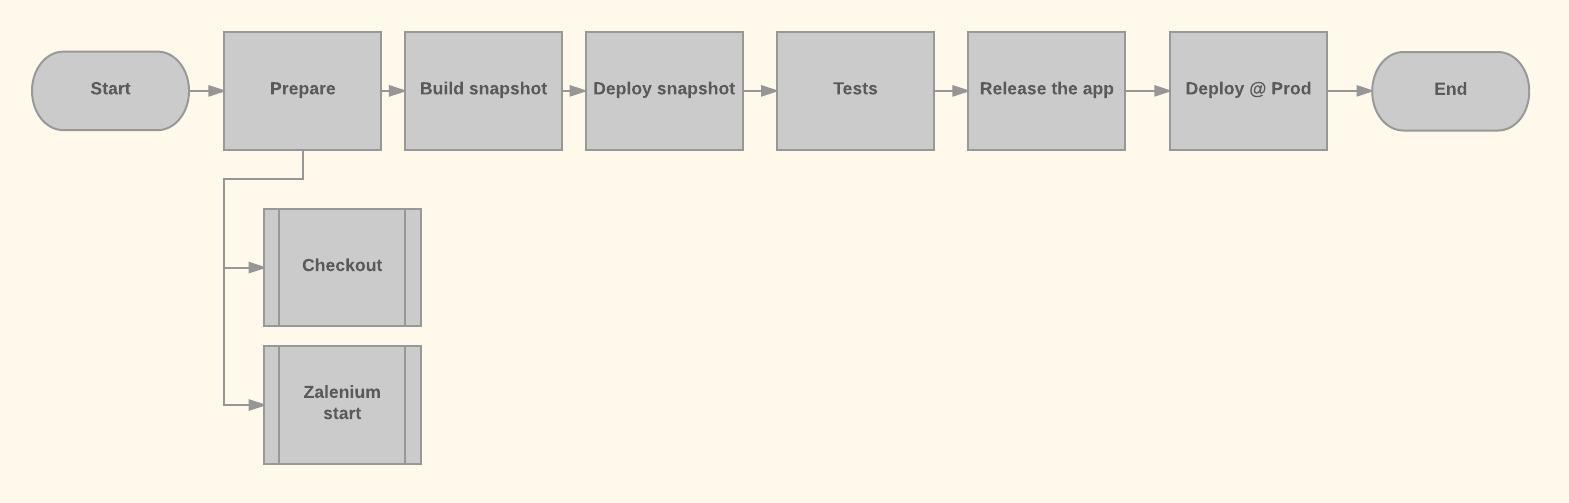 Start
Prepare
Build snapshot
Deploy snapshot
Tests
Release the app
Deploy @ Prod
End
Checkout
Zalenium
start